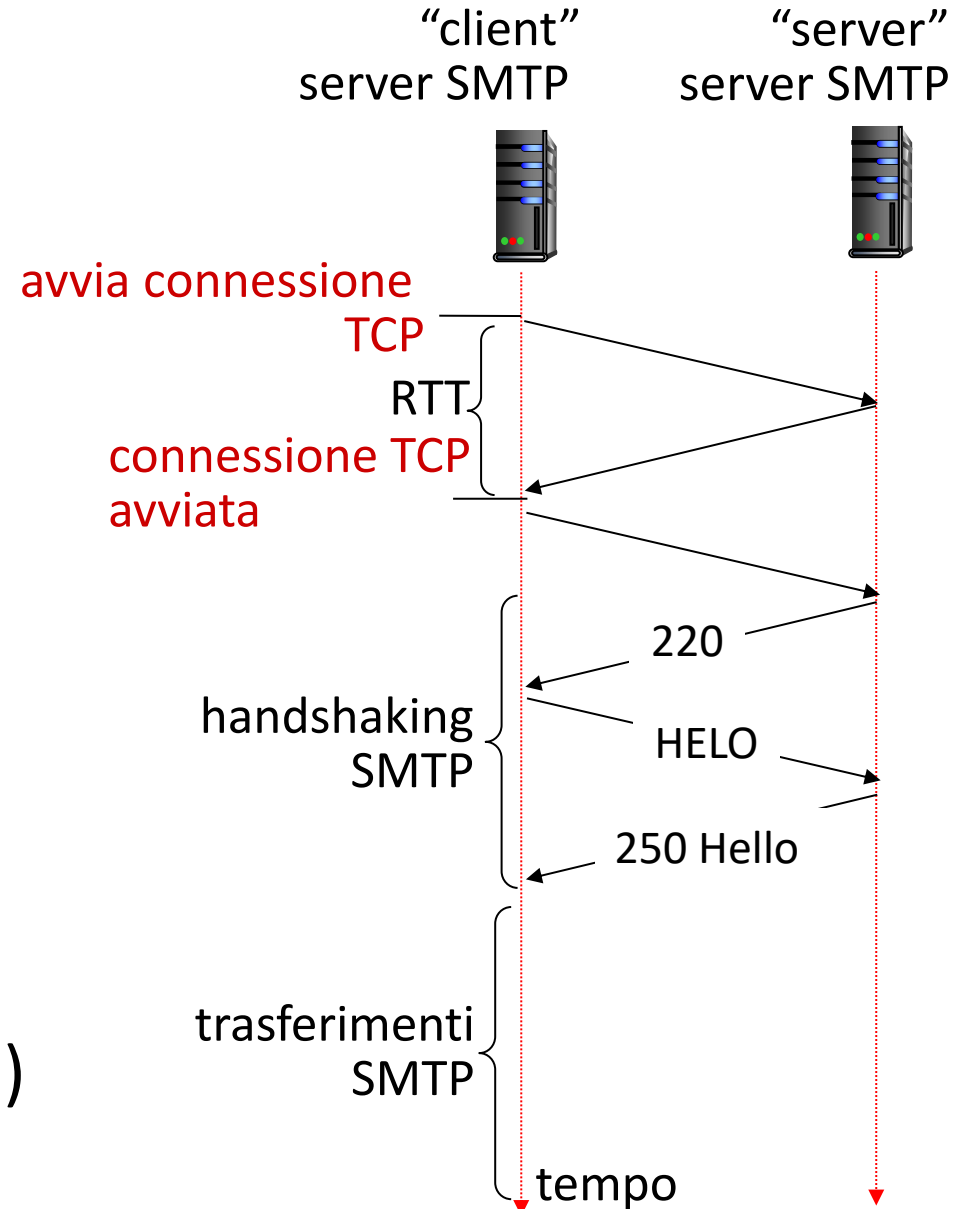 “client”
server SMTP
“server”
server SMTP
avvia connessione
TCP
RTT
connessione TCP
avviata
220
handshaking
SMTP
HELO
250 Hello
trasferimenti
SMTP
)
tempo